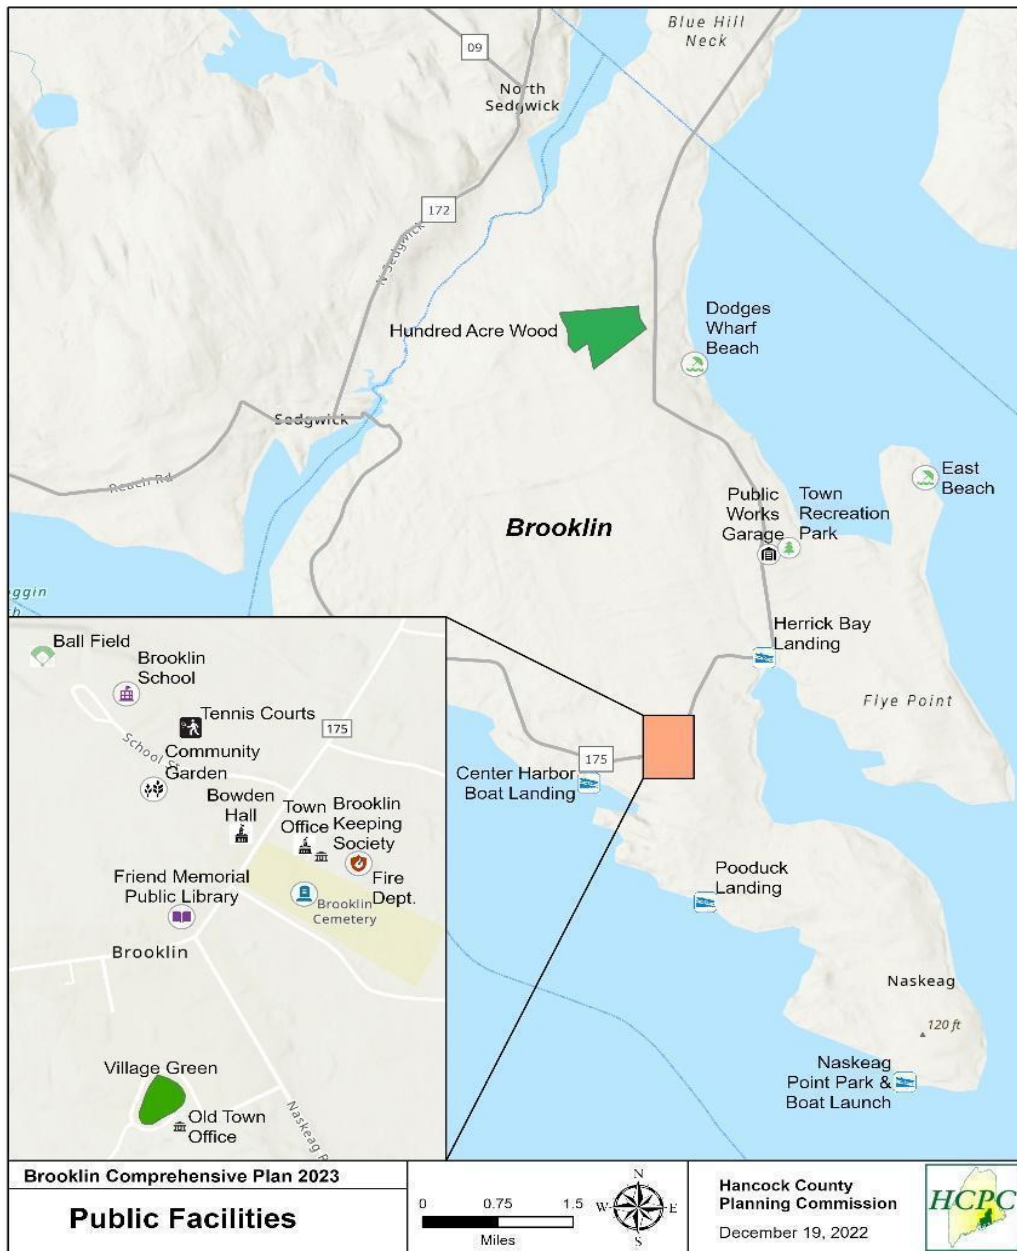 Blue Hill
Neck
09
North
Sedgwick
172
N Sedgwick
Hundred Acre Wood
Dodges
Wharf
Beach
Sedgwick
Reach Rd
East
Beach
Public
Works
Garage
Town
Recreation
Park
Brooklin
Herrick Bay
Landing
Flye Point
175
Center Harbor
Boat Landing
Pooduck
Landing
Naskeag
120 ft
Naskeag
Point Park &
Boat Launch
Ball Field
Brooklin
School
Tennis Courts
175
School St
Community
Garden
Bowden
Hall
Town
Office
Brooklin
Keeping
Society
Fire
Dept.
Friend Memorial
Public Library
Brooklin
Cemetery
Brooklin
Village Green
Old Town
Office
Naskeag
Brooklin Comprehensive Plan 2023
Public Facilities
0 0.75 1.5
Miles
N
W E
S
Hancock County
Planning Commission
December 19, 2022
HCPC